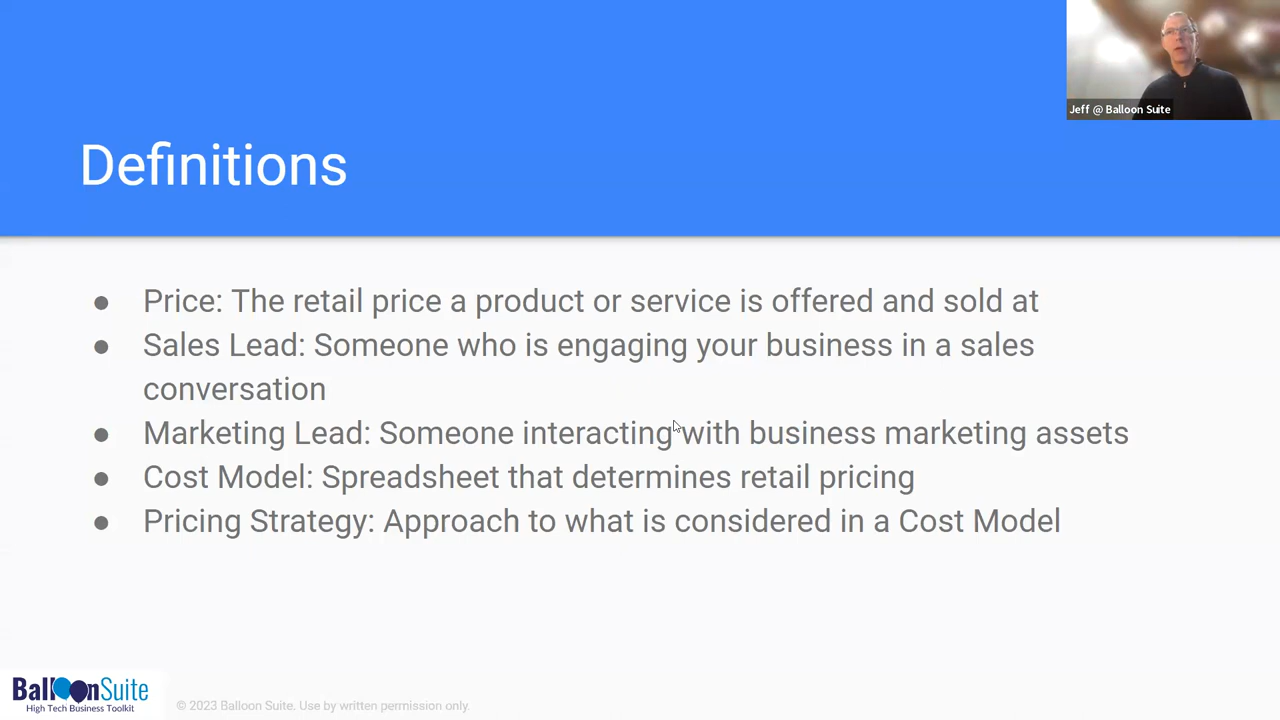 Jeff @ Balloon Suite
Definitions
● Price: The retail price a product or service is offered and sold at
● Sales Lead: Someone who is engaging your business in a sales
conversation
● Marketing Lead: Someone interacting with business marketing assets
● Cost Model: Spreadsheet that determines retail pricing
● Pricing Strategy: Approach to what is considered in a Cost Model
BalloonSuite
High Tech Business Toolkit
© 2023 Balloon Suite. Use by written permission only.